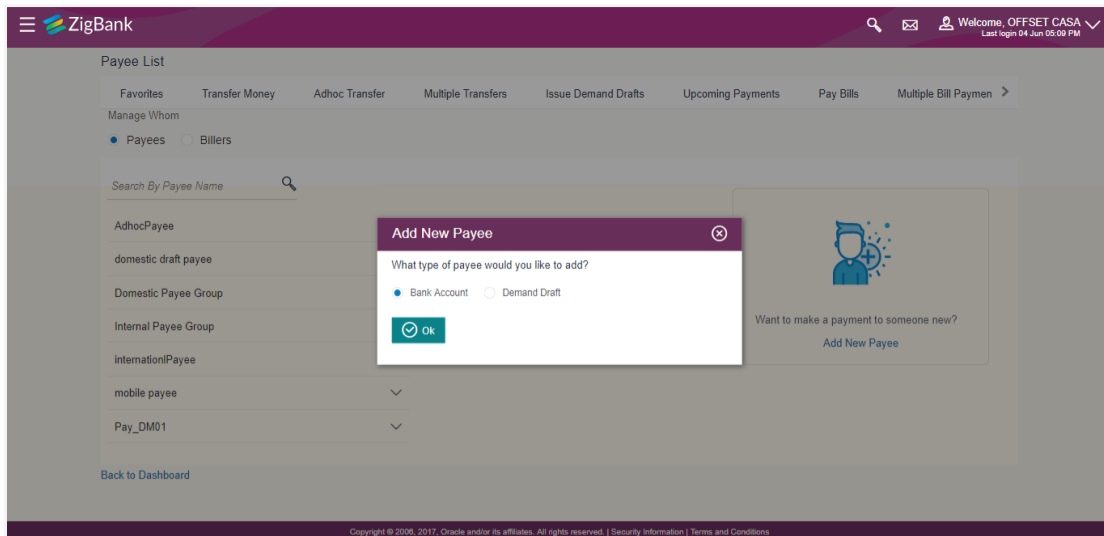 ZigBank
Welcome, OFFSET CASA
Last login 04 Jun 05:09 PM
Payee List
Favorites Transfer Money Adhoc Transfer Multiple Transfers Issue Demand Drafts Upcoming Payments Pay Bills Multiple Bill Paymen
Manage Whom
Payees Billers
Search By Payee Name
AdhocPayee
domestic draft payee
Domestic Payee Group
Internal Payee Group
internationlPayee
mobile payee
Pay_DM01
Add New Payee
What type of payee would you like to add?
Bank Account Demand Draft
Ok
Want to make a payment to someone new?
Add New Payee
Back to Dashboard
Copyright © 2006, 2017, Oracle and/or its affiliates. All rights reserved. | Security Information | Terms and Conditions